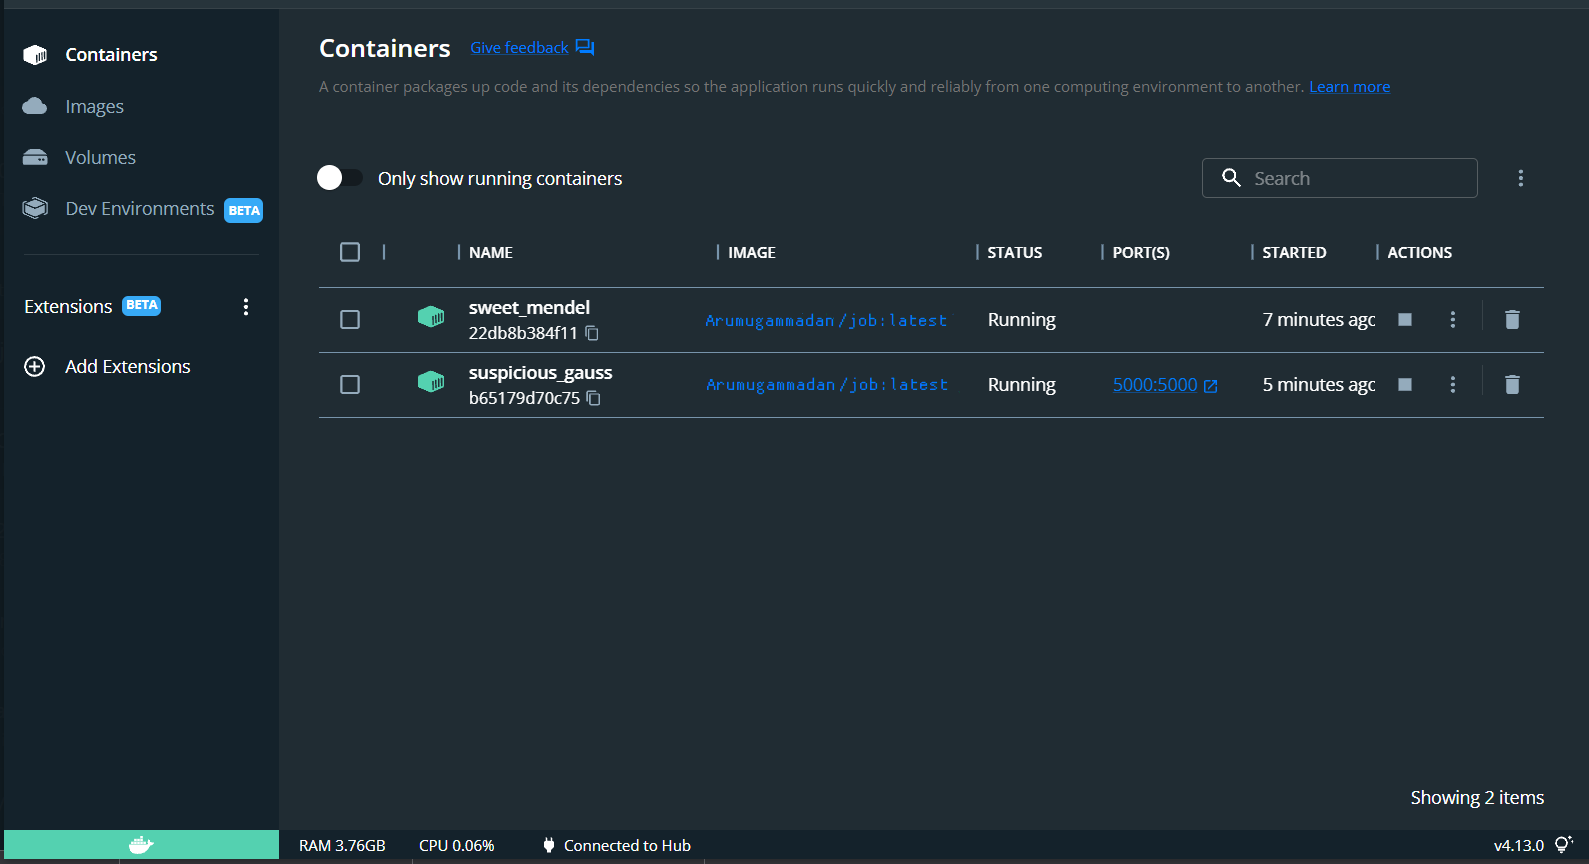 Containers
Images
Volumes
Dev Environments BETA
Extensions BETA
Add Extensions
Containers Give feedback
A container packages up code and its dependencies so the application runs quickly and reliably from one computing environment to another. Learn more
Only show running containers
Search
NAME IMAGE STATUS PORT(S) STARTED ACTIONS
sweet_mendel
22db8b384f11
Arumugammadan/job:latest Running 7 minutes ago
suspicious_gauss
b65179d70c75
Arumugammadan/job:latest Running 5000:5000 5 minutes ago
Showing 2 items
RAM 3.76GB CPU 0.06% Connected to Hub v4.13.0